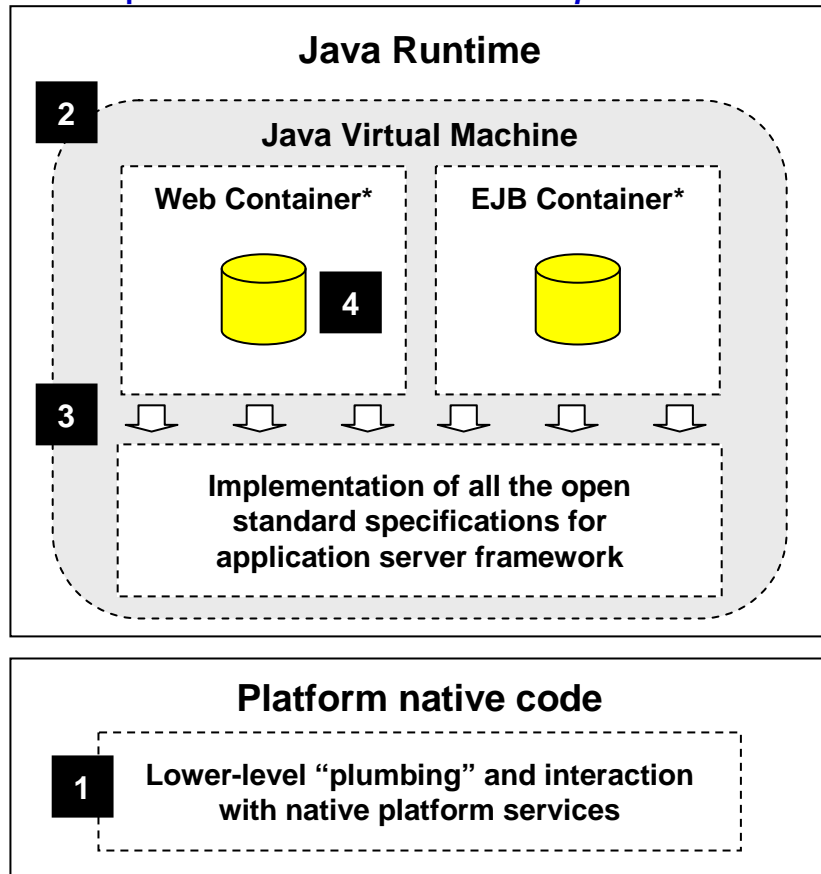 Java Runtime
2
Java Virtual Machine
Web Container*
EJB Container*
4
3
Implementation of all the open
standard specifications for
application server framework
Platform native code
1
Lower-level “plumbing” and interaction
with native platform services